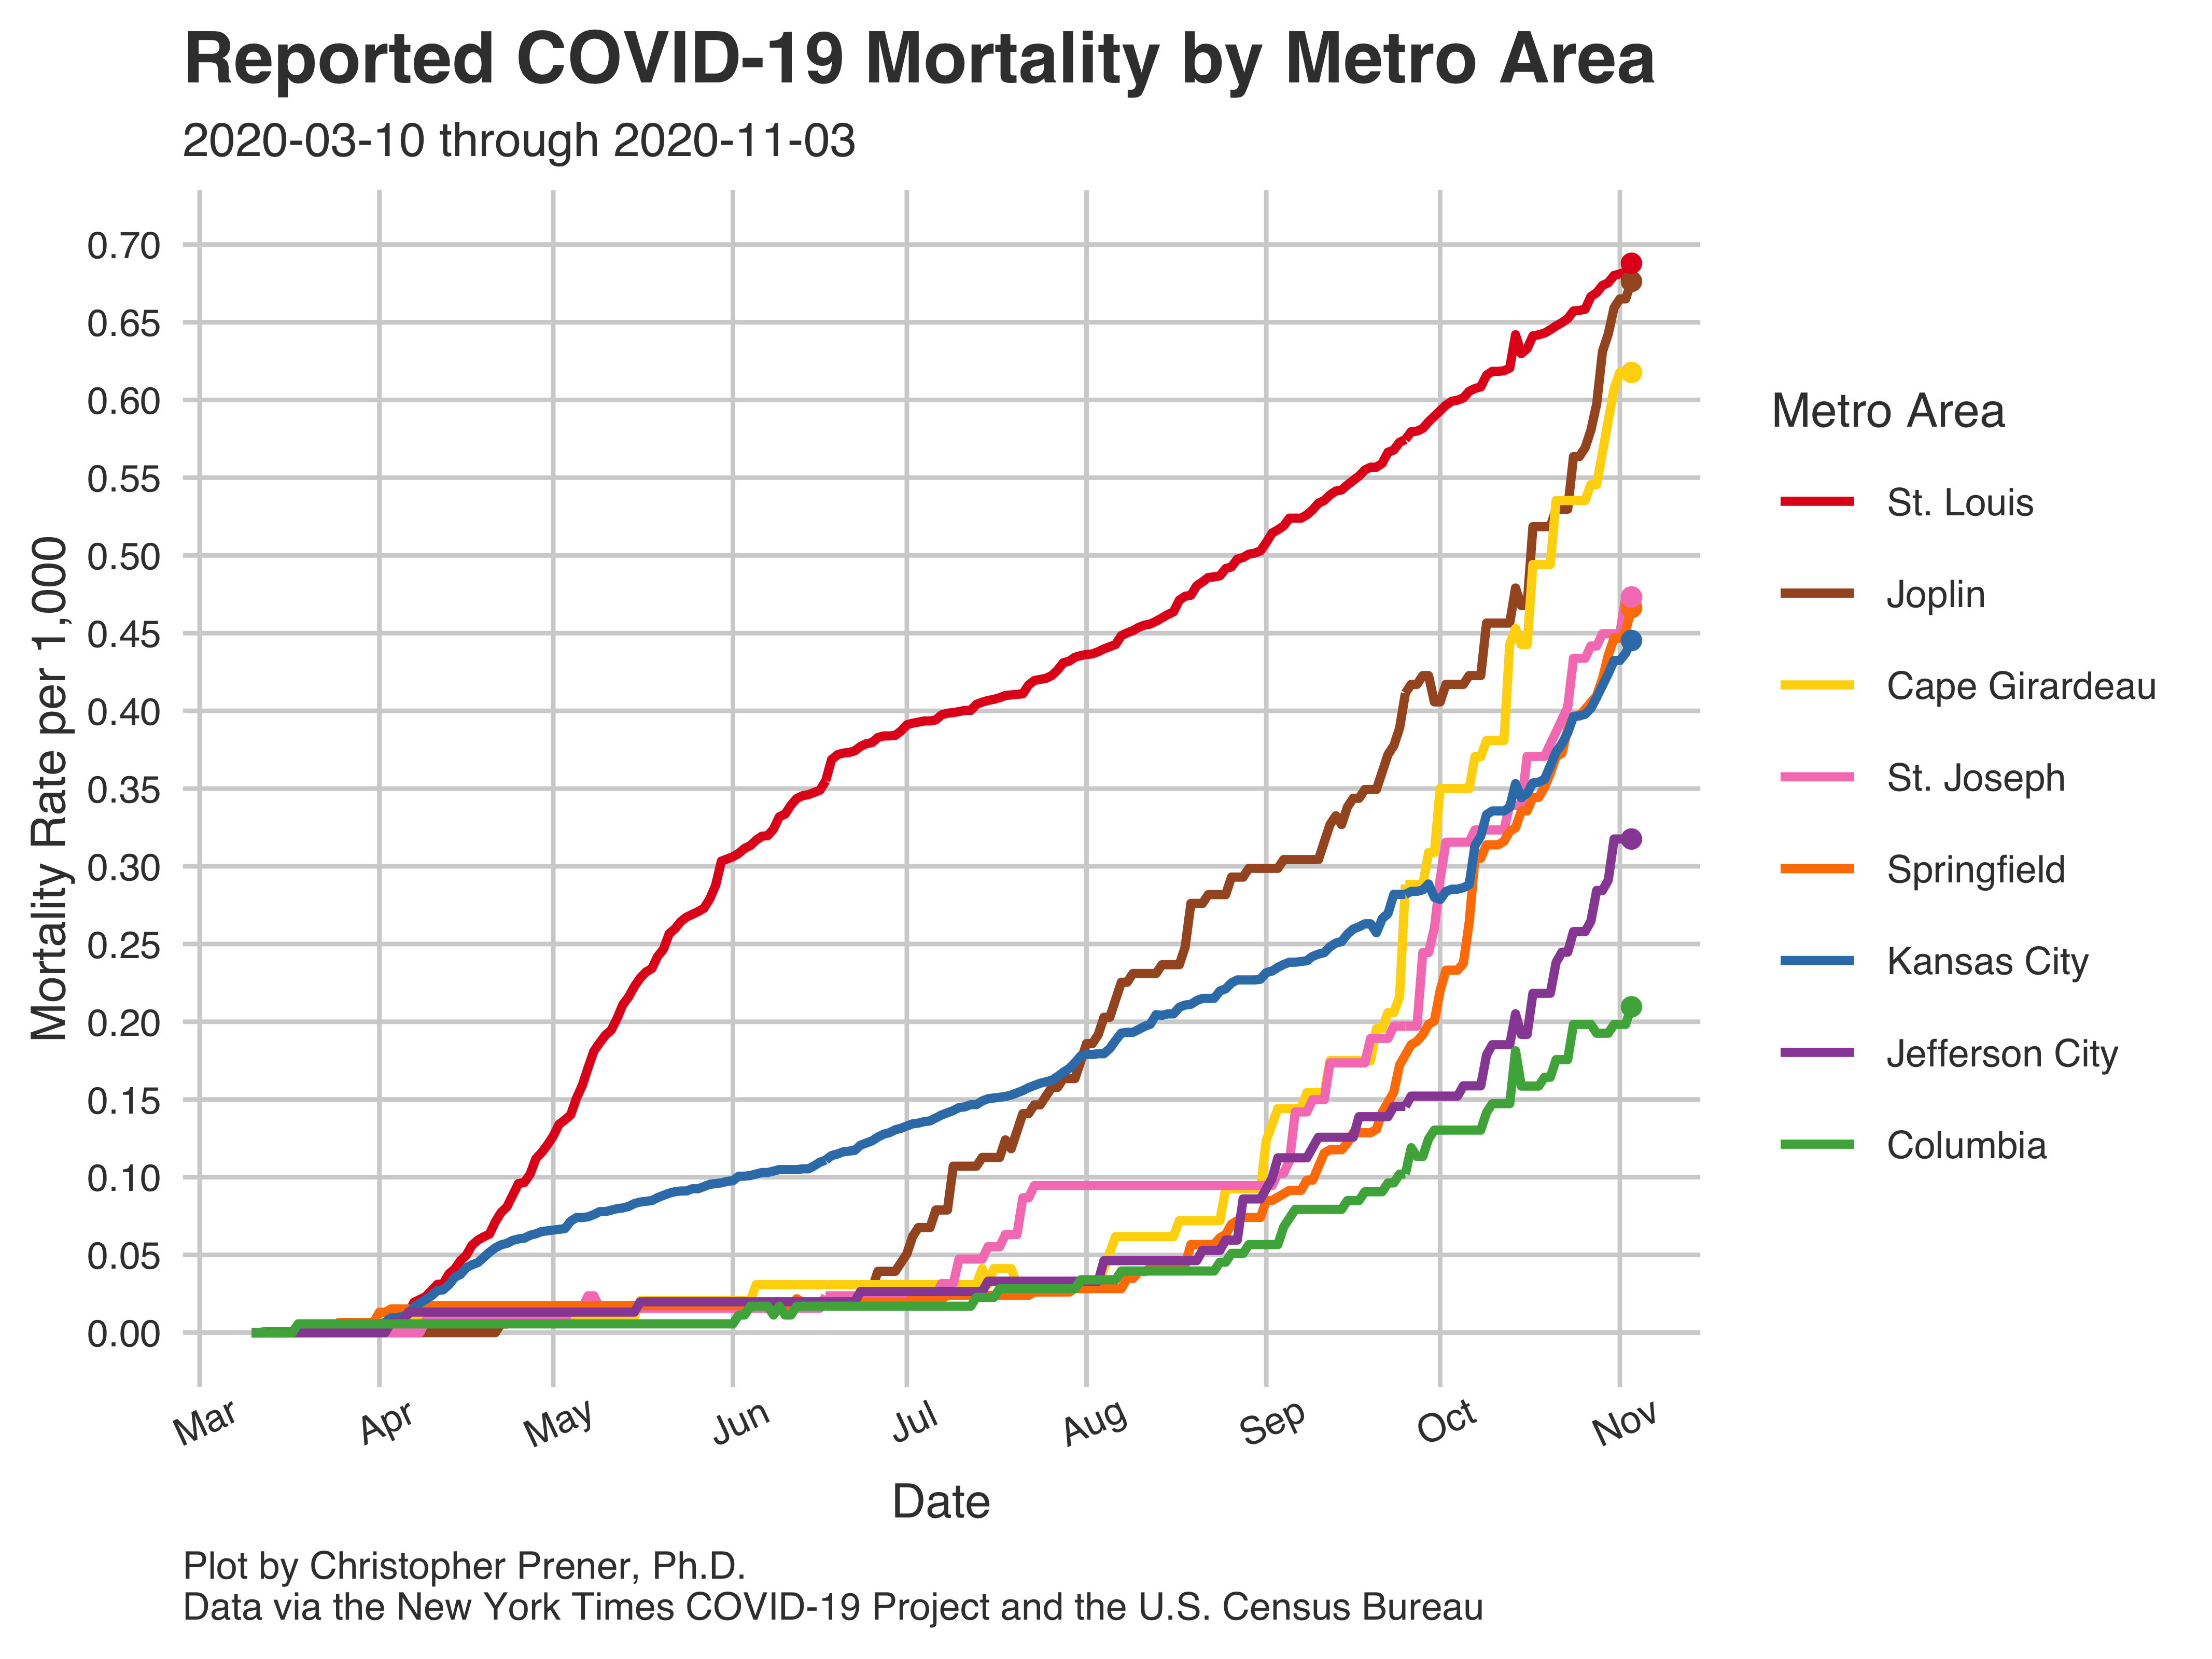 Reported COVID-19 Mortality by Metro Area
2020-03-10 through 2020-11-03
Mortality Rate per 1,000
0.70
0.65
0.60
0.55
0.50
0.45
0.40
0.35
0.30
0.25
0.20
0.15
0.10
0.05
0.00
Mar
Apr
May
Jun
Jul
Aug
Sep
Oct
Nov
Date
Metro Area
St. Louis
Joplin
Cape Girardeau
St. Joseph
Springfield
Kansas City
Jefferson City
Columbia
Plot by Christopher Prener, Ph.D.
Data via the New York Times COVID-19 Project and the U.S. Census Bureau